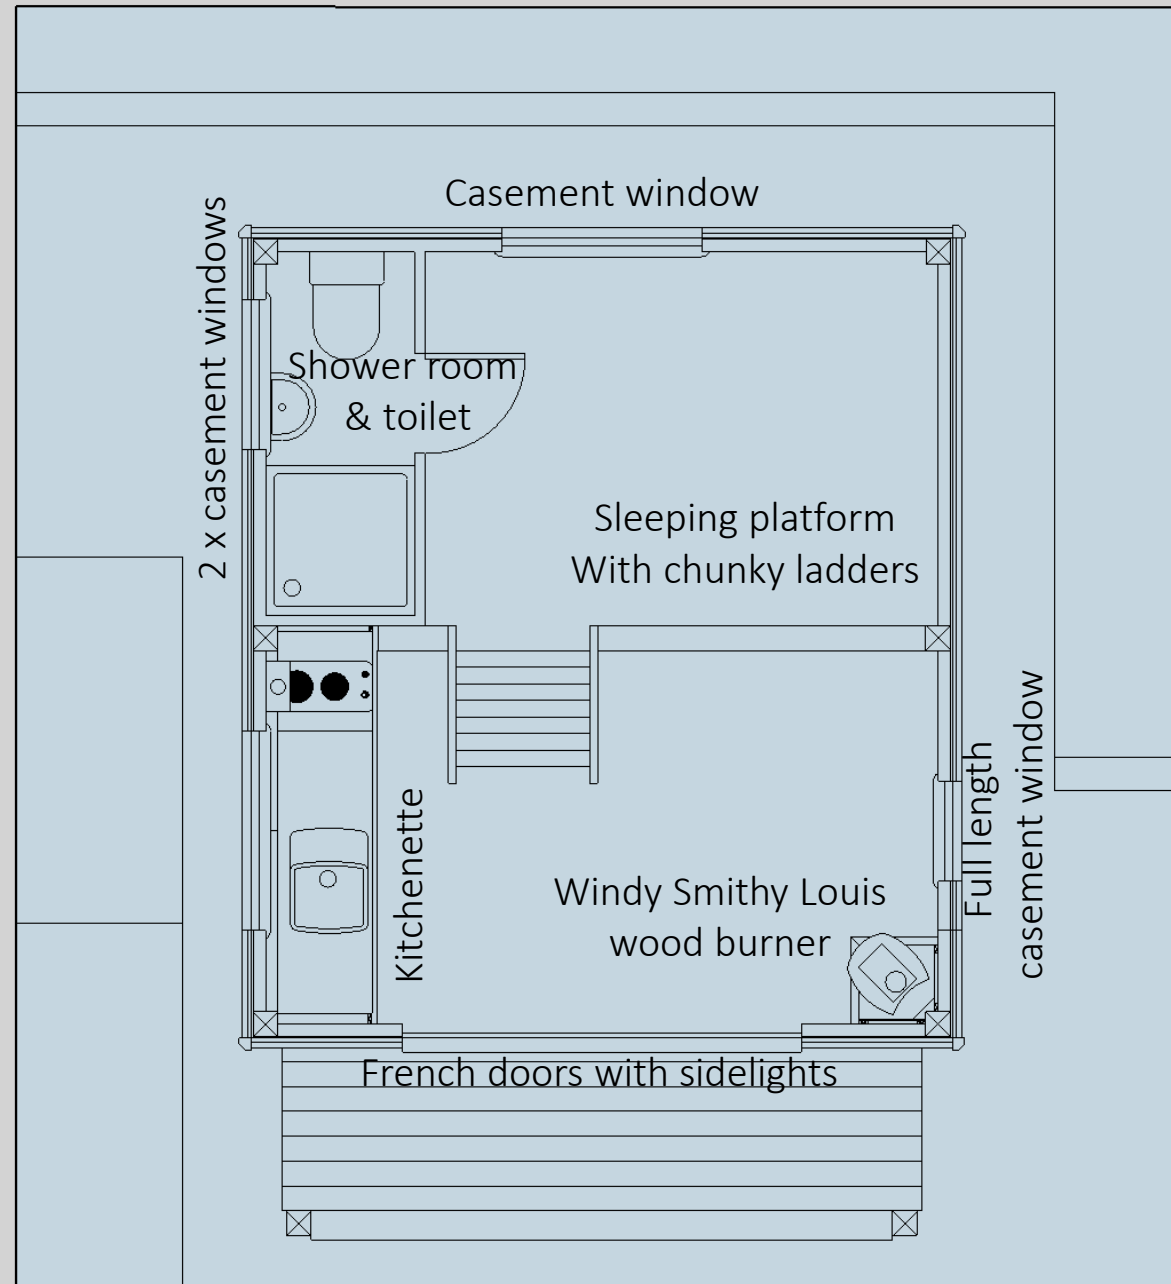 Casement window
2 x casement windows
Shower room
& toilet
Sleeping platform
With chunky ladders
Kitchenette
Windy Smithy Louis
wood burner
Full length
casement window
French doors with sidelights